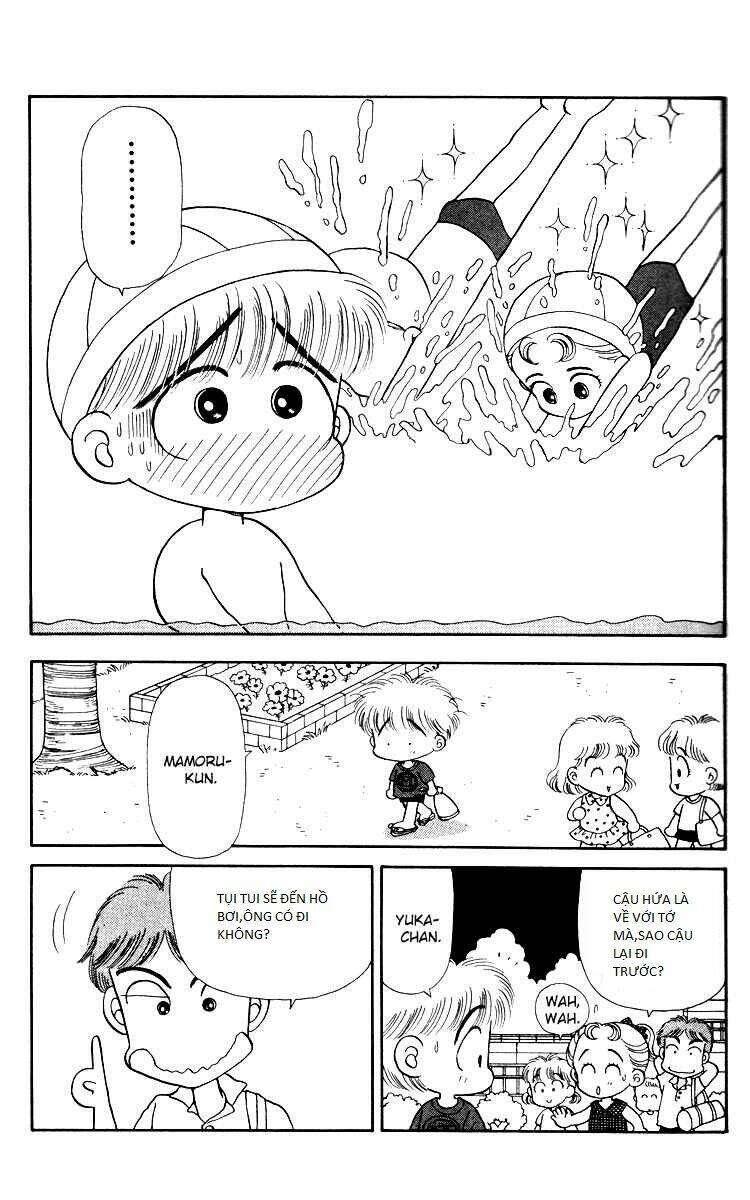 .........
MAMORU-
KUN.
TỤI TUI SẼ ĐẾN HỒ
BƠI,ÔNG CÓ ĐI
KHÔNG?
YUKA-
CHAN.
CẬU HỨA LÀ
VỀ VỚI TỚ
MÀ,SAO CẬU
LẠI ĐI
TRƯỚC?
WAH,
WAH.